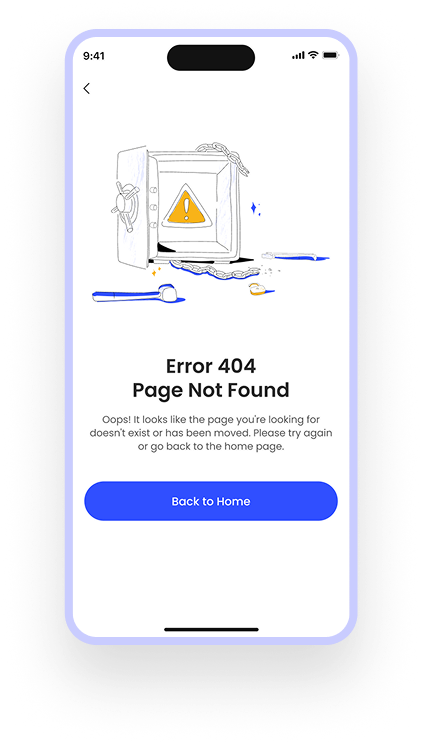 9:41
Error 404
Page Not Found
Oops! It looks like the page you're looking for
doesn't exist or has been moved. Please try again
or go back to the home page.
Back to Home